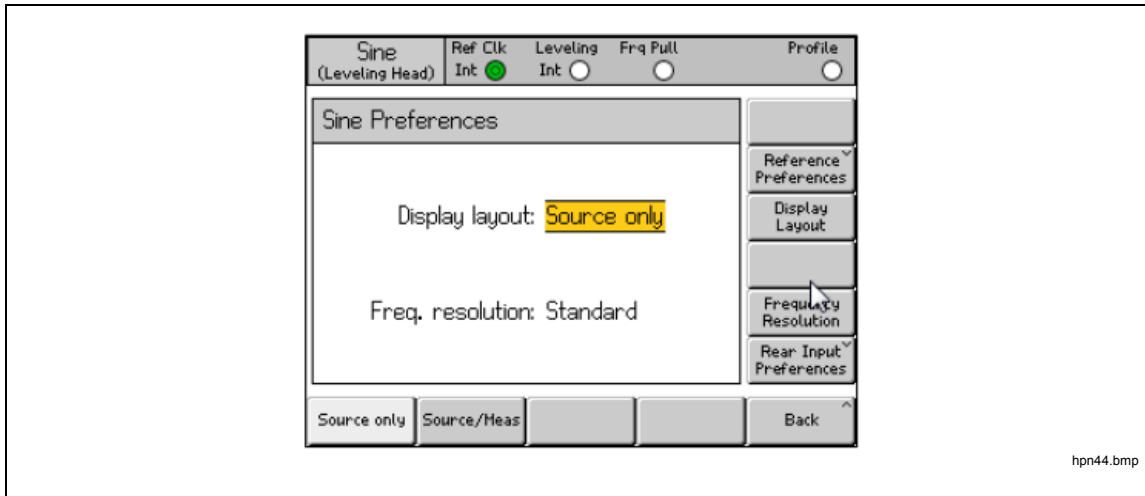 Sine
(Leveling Head)
Ref Clk
Int
Leveling
Int
Frq Pull
Profile
Sine Preferences
Display layout: Source only
Freq. resolution: Standard
Reference
Preferences
Display
Layout
Frequency
Resolution
Rear Input
Preferences
Source only
Source/Meas
Back
hpn44.bmp